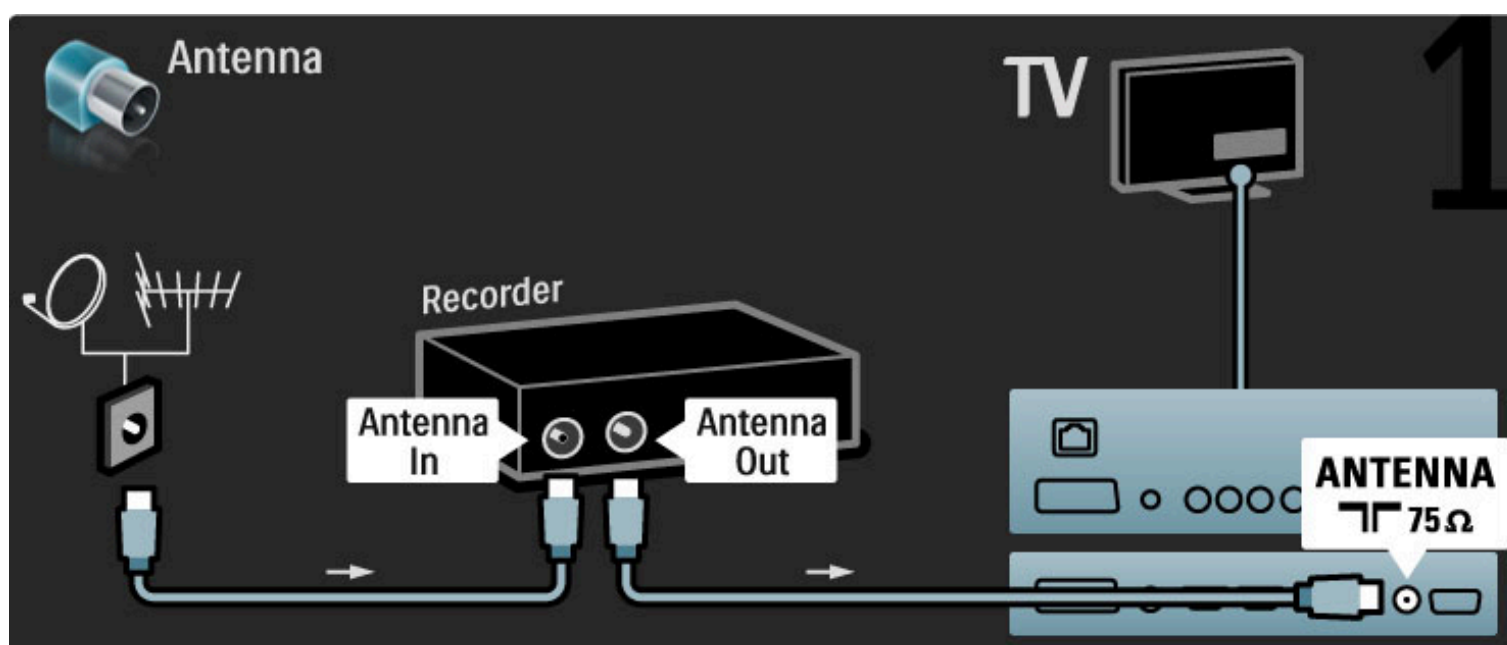 Antenna
TV
1
Recorder
Antenna
In
Antenna
Out
ANTENNA
75Ω